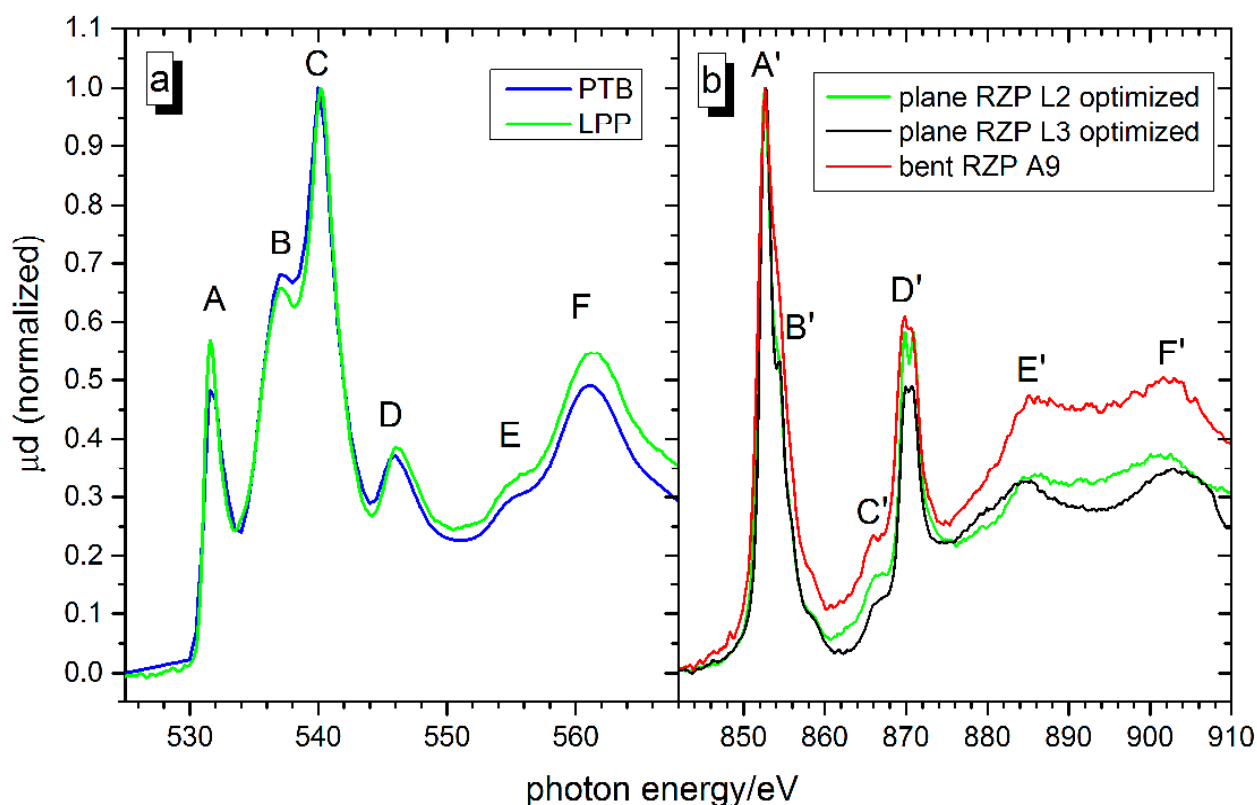 μd (normalized)
1.1
1.0
0.9
0.8
0.7
0.6
0.5
0.4
0.3
0.2
0.1
0.0
a
A
B
C
D
E
F
PTB
LPP
530
540
550
560
b
A'
B'
C'
D'
E'
F'
plane RZP L2 optimized
plane RZP L3 optimized
bent RZP A9
850
860
870
880
890
900
910
photon energy/eV